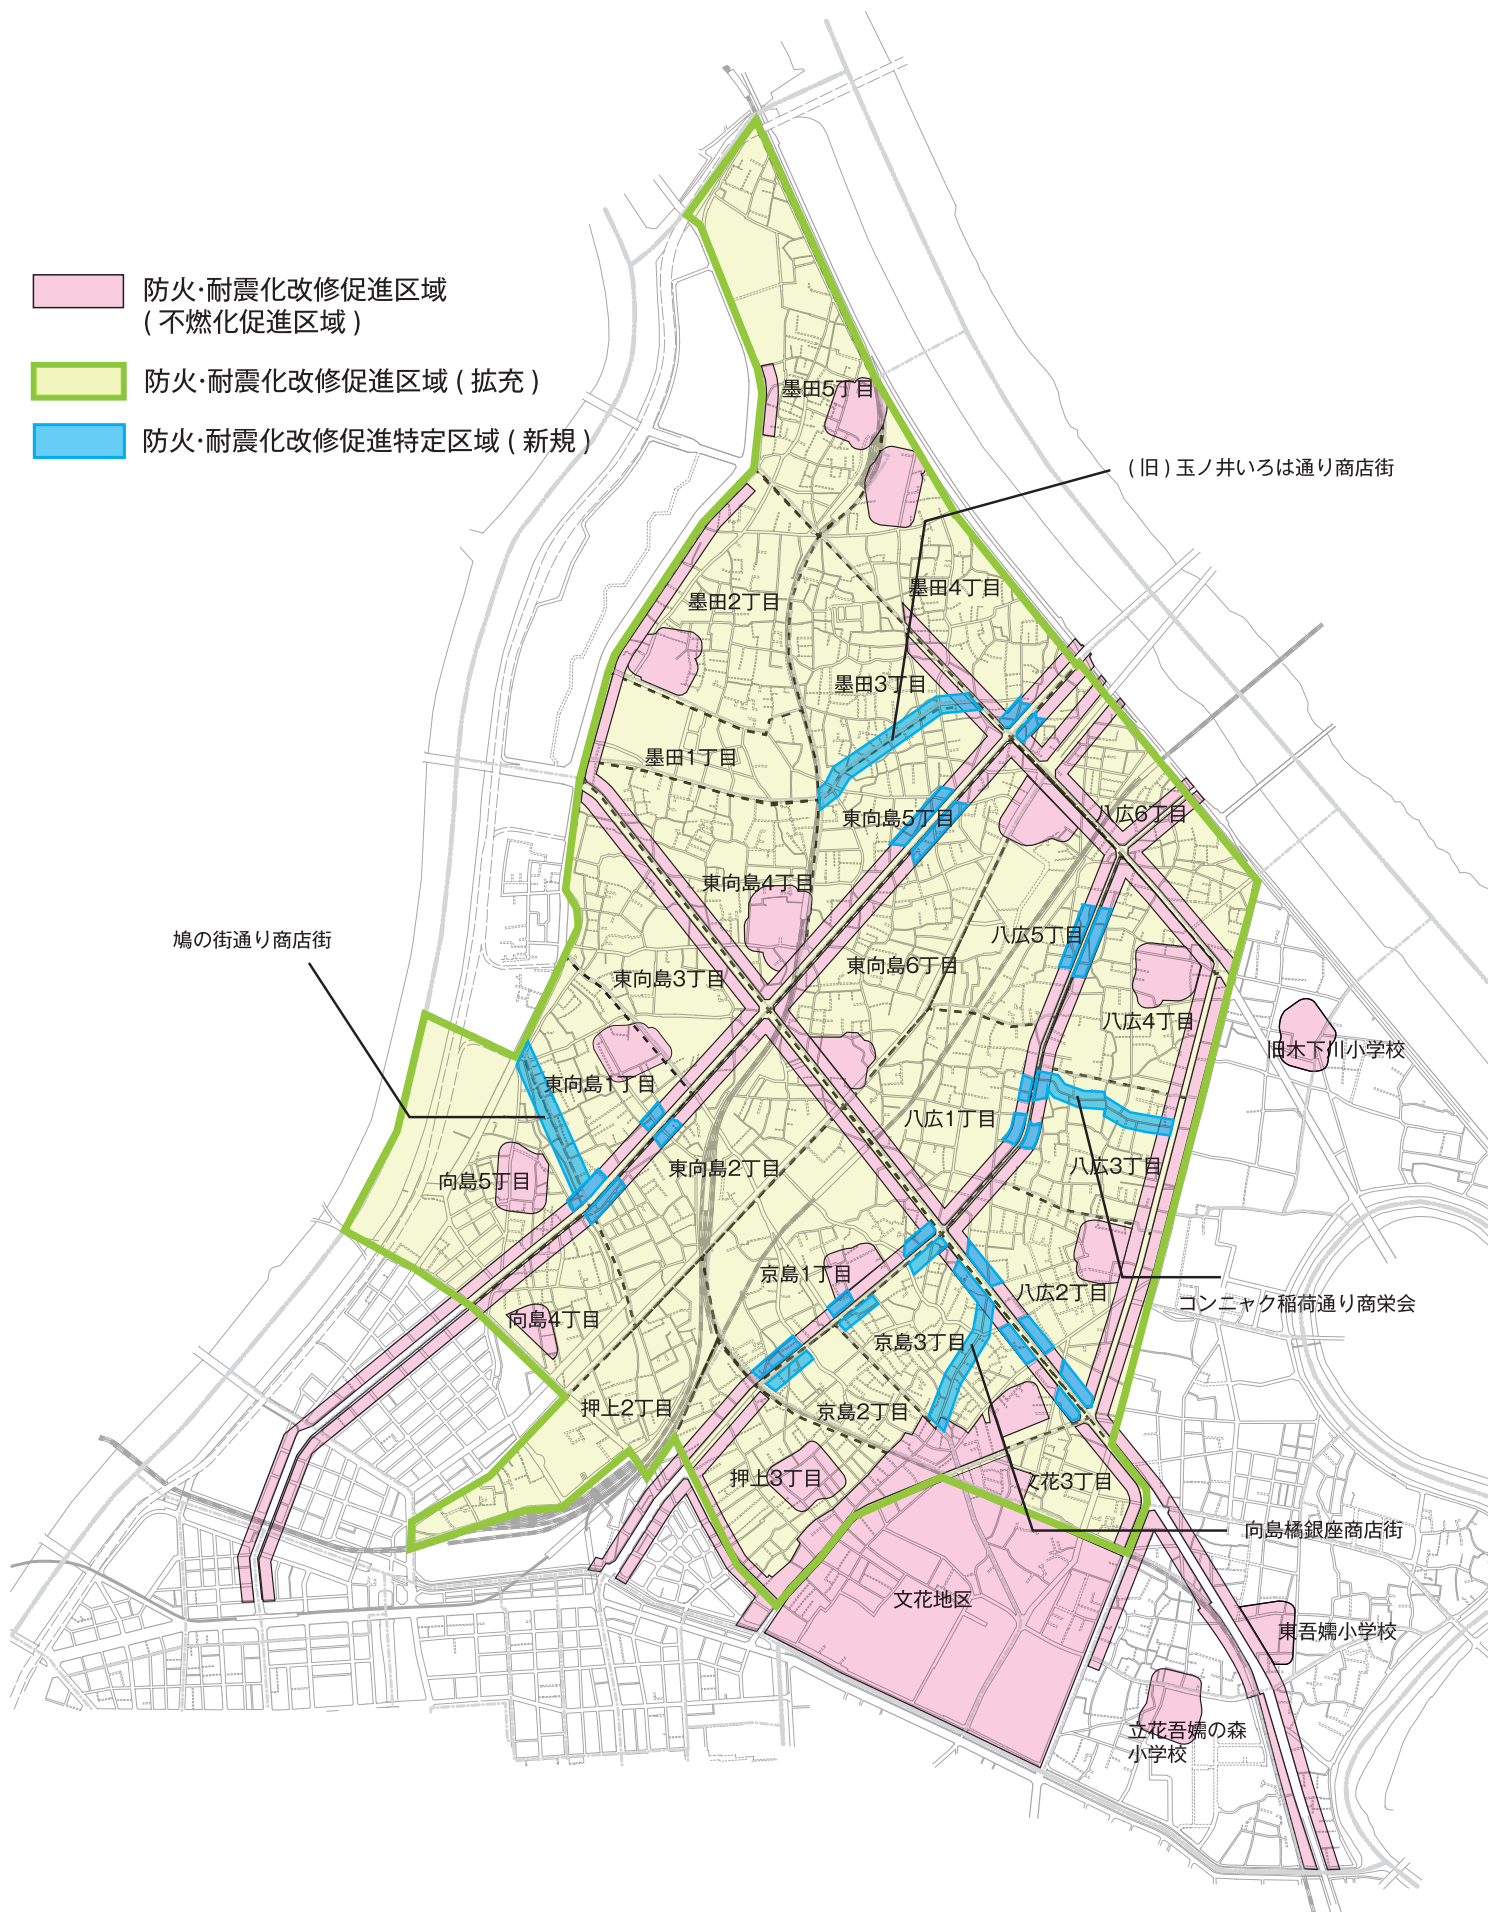 防火・耐震化改修促進区域
(不燃化促進区域)
防火・耐震化改修促進区域(拡充)
防火・耐震化改修促進特定区域(新規)
墨田5丁目
(旧)玉ノ井いろは通り商店街
墨田4丁目
墨田2丁目
墨田3丁目
墨田1丁目
八広6丁目
東向島5丁目
東向島4丁目
鳩の街通り商店街
八広5丁目
東向島6丁目
東向島3丁目
八広4丁目
旧木下川小学校
東向島1丁目
八広1丁目
八広3丁目
東向島2丁目
向島5丁目
京島1丁目
八広2丁目
コンニャク稲荷通り商栄会
向島4丁目
京島3丁目
押上2丁目
京島2丁目
押上3丁目
文花3丁目
向島橘銀座商店街
文花地区
東吾嬬小学校
立花吾嬬の森
小学校